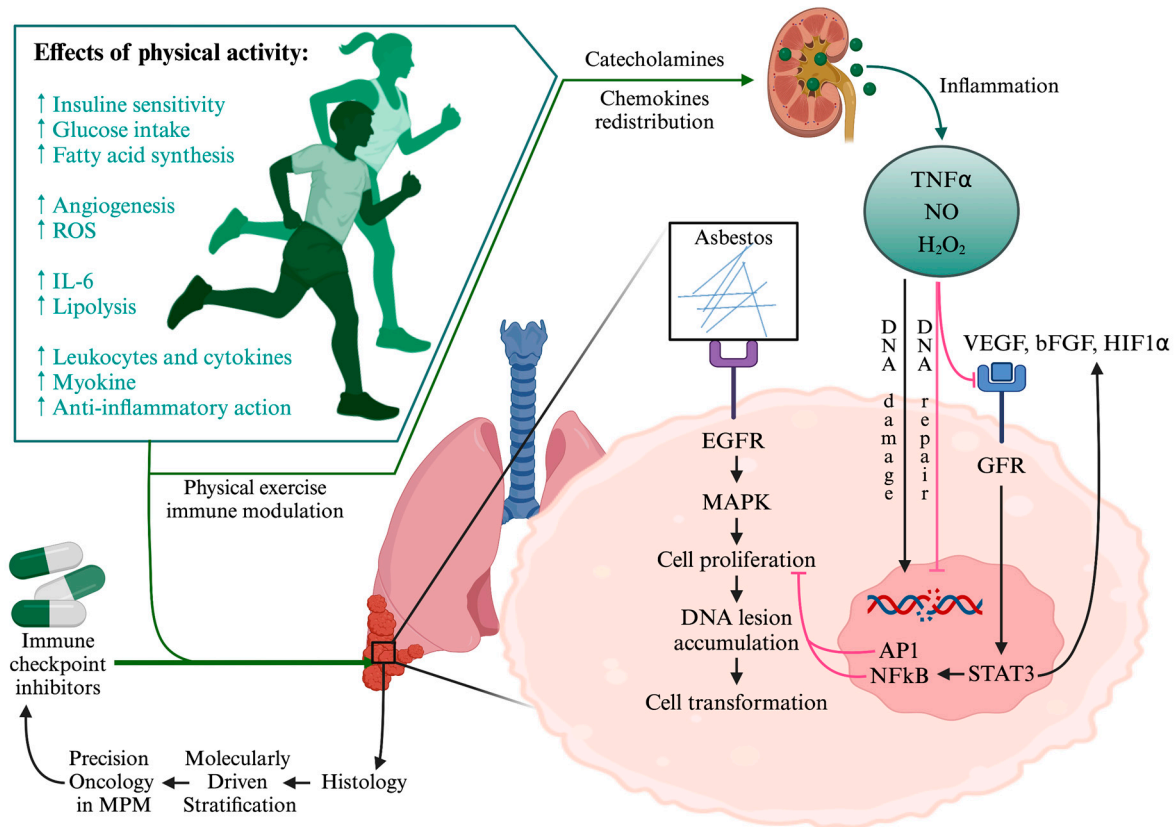 Effects of physical activity:
↑ Insuline sensitivity
↑ Glucose intake
↑ Fatty acid synthesis
↑ Angiogenesis
↑ ROS
↑ IL-6
↑ Lipolysis
↑ Leukocytes and cytokines
↑ Myokine
↑ Anti-inflammatory action
Catecholamines
Chemokines
redistribution
Inflammation
TNFα
NO
H₂O₂
Physical exercise
immune modulation
Asbestos
EGFR
MAPK
Cell proliferation
DNA lesion
accumulation
Cell transformation
DNA damage
DNA repair
VEGF, bFGF, HIF1α
GFR
AP1
NFkB
STAT3
Immune
checkpoint
inhibitors
Precision
Oncology
in MPM
Molecularly
Driven
Stratification
Histology